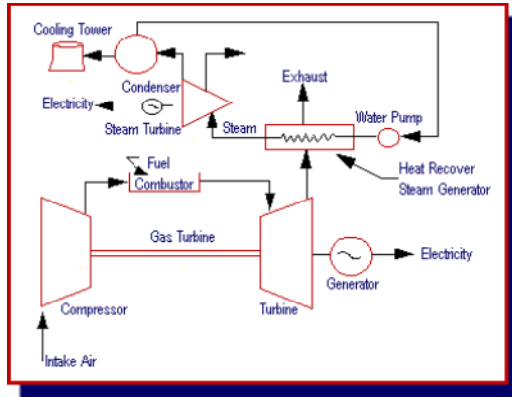 Cooling Tower
Condenser
Exhaust
Electricity
Steam Turbine
Steam
Water Pump
Heat Recover
Steam Generator
Fuel
Combustor
Gas Turbine
Electricity
Generator
Compressor
Turbine
Intake Air